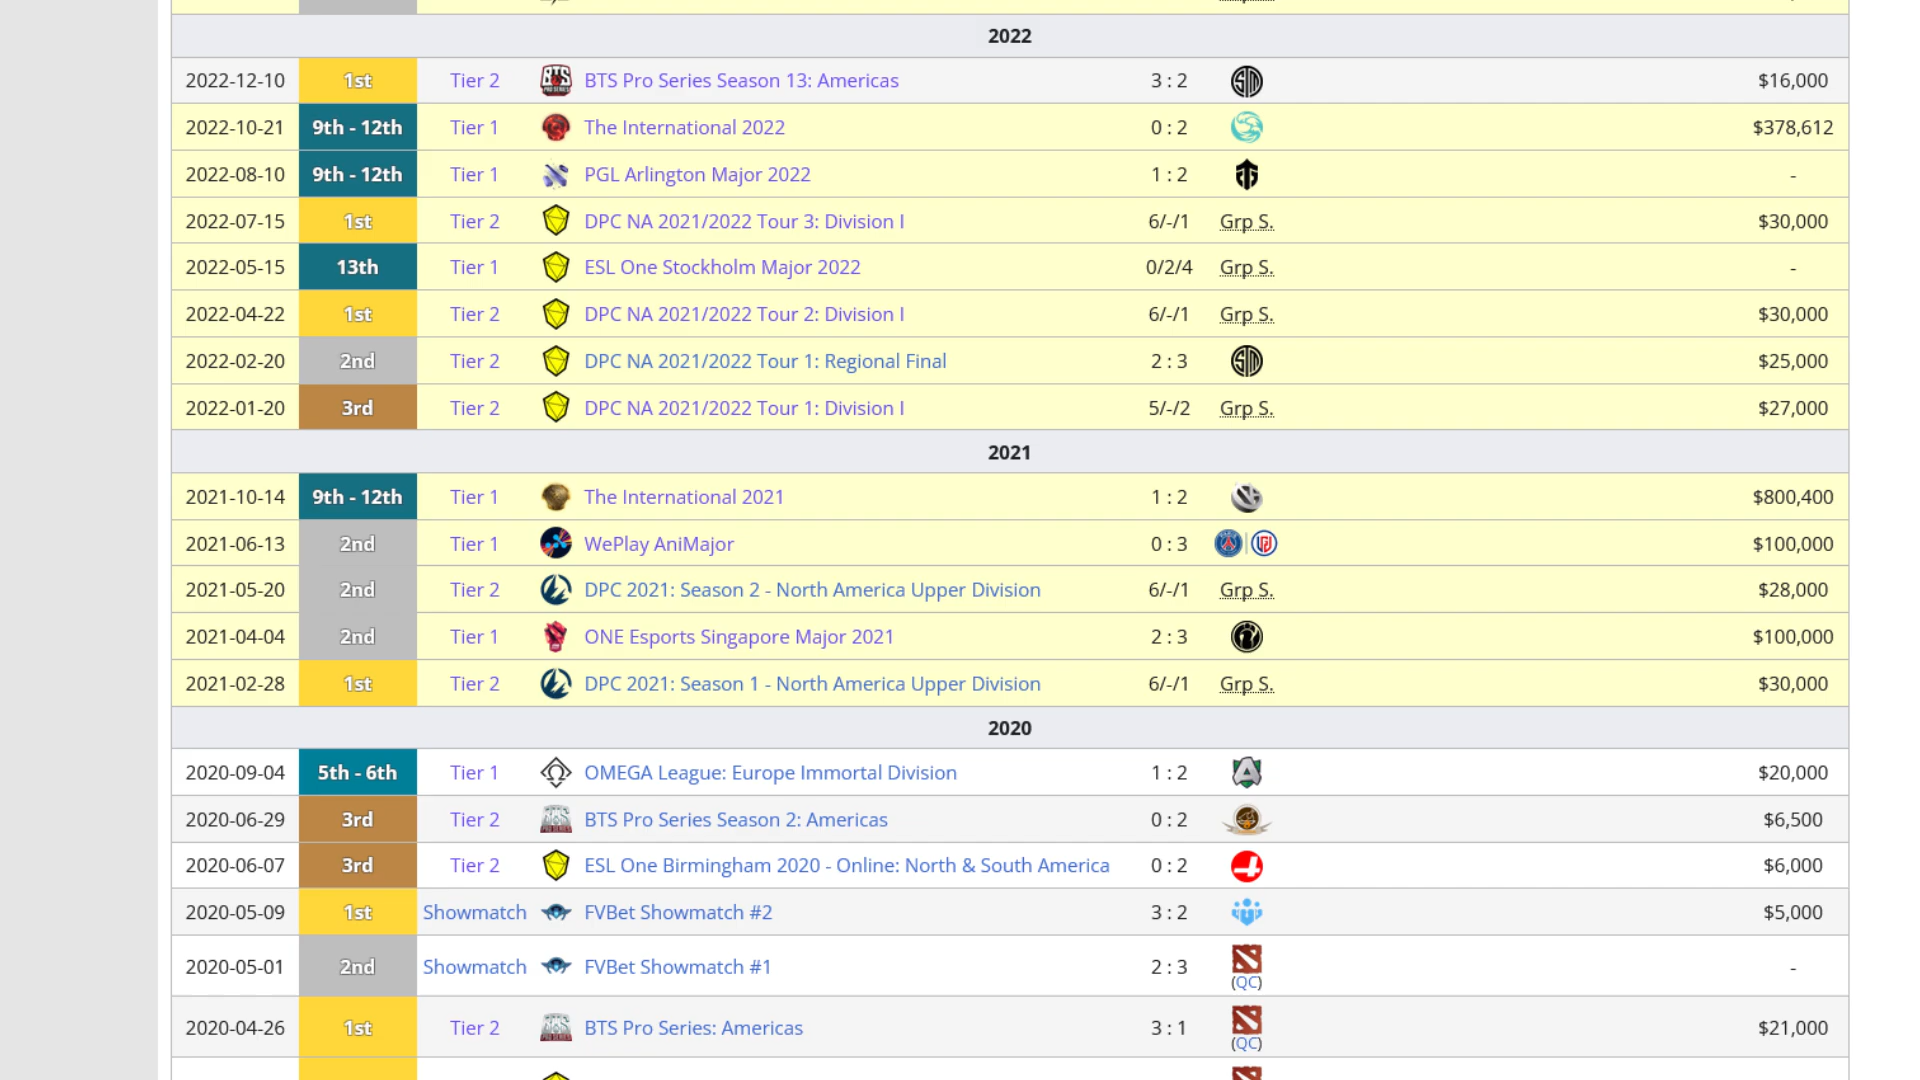 2022
2022-12-10 1st Tier 2 BTS Pro Series Season 13: Americas 3 : 2 $16,000
2022-10-21 9th - 12th Tier 1 The International 2022 0 : 2 $378,612
2022-08-10 9th - 12th Tier 1 PGL Arlington Major 2022 1 : 2 -
2022-07-15 1st Tier 2 DPC NA 2021/2022 Tour 3: Division I 6/-/1 Grp S. $30,000
2022-05-15 13th Tier 1 ESL One Stockholm Major 2022 0/2/4 Grp S. -
2022-04-22 1st Tier 2 DPC NA 2021/2022 Tour 2: Division I 6/-/1 Grp S. $30,000
2022-02-20 2nd Tier 2 DPC NA 2021/2022 Tour 1: Regional Final 2 : 3 $25,000
2022-01-20 3rd Tier 2 DPC NA 2021/2022 Tour 1: Division I 5/-/2 Grp S. $27,000
2021
2021-10-14 9th - 12th Tier 1 The International 2021 1 : 2 $800,400
2021-06-13 2nd Tier 1 WePlay AniMajor 0 : 3 $100,000
2021-05-20 2nd Tier 2 DPC 2021: Season 2 - North America Upper Division 6/-/1 Grp S. $28,000
2021-04-04 2nd Tier 1 ONE Esports Singapore Major 2021 2 : 3 $100,000
2021-02-28 1st Tier 2 DPC 2021: Season 1 - North America Upper Division 6/-/1 Grp S. $30,000
2020
2020-09-04 5th - 6th Tier 1 OMEGA League: Europe Immortal Division 1 : 2 $20,000
2020-06-29 3rd Tier 2 BTS Pro Series Season 2: Americas 0 : 2 $6,500
2020-06-07 3rd Tier 2 ESL One Birmingham 2020 - Online: North & South America 0 : 2 $6,000
2020-05-09 1st Showmatch FVBet Showmatch #2 3 : 2 $5,000
2020-05-01 2nd Showmatch FVBet Showmatch #1 2 : 3 (QC) -
2020-04-26 1st Tier 2 BTS Pro Series: Americas 3 : 1 (QC) $21,000